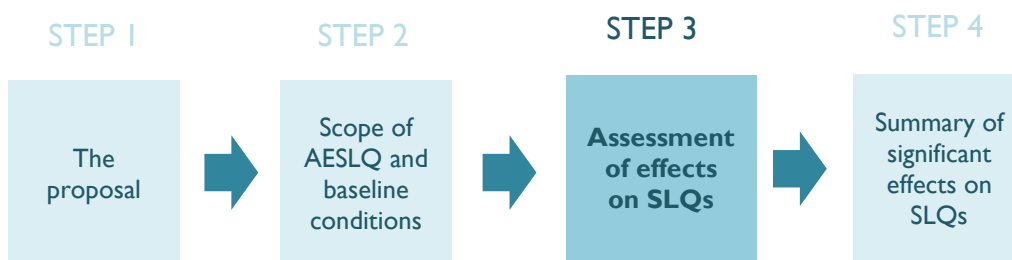 STEP 1
The
proposal
STEP 2
Scope of
AESLQ and
baseline
conditions
STEP 3
Assessment
of effects
on SLQs
STEP 4
Summary of
significant
effects on
SLQs